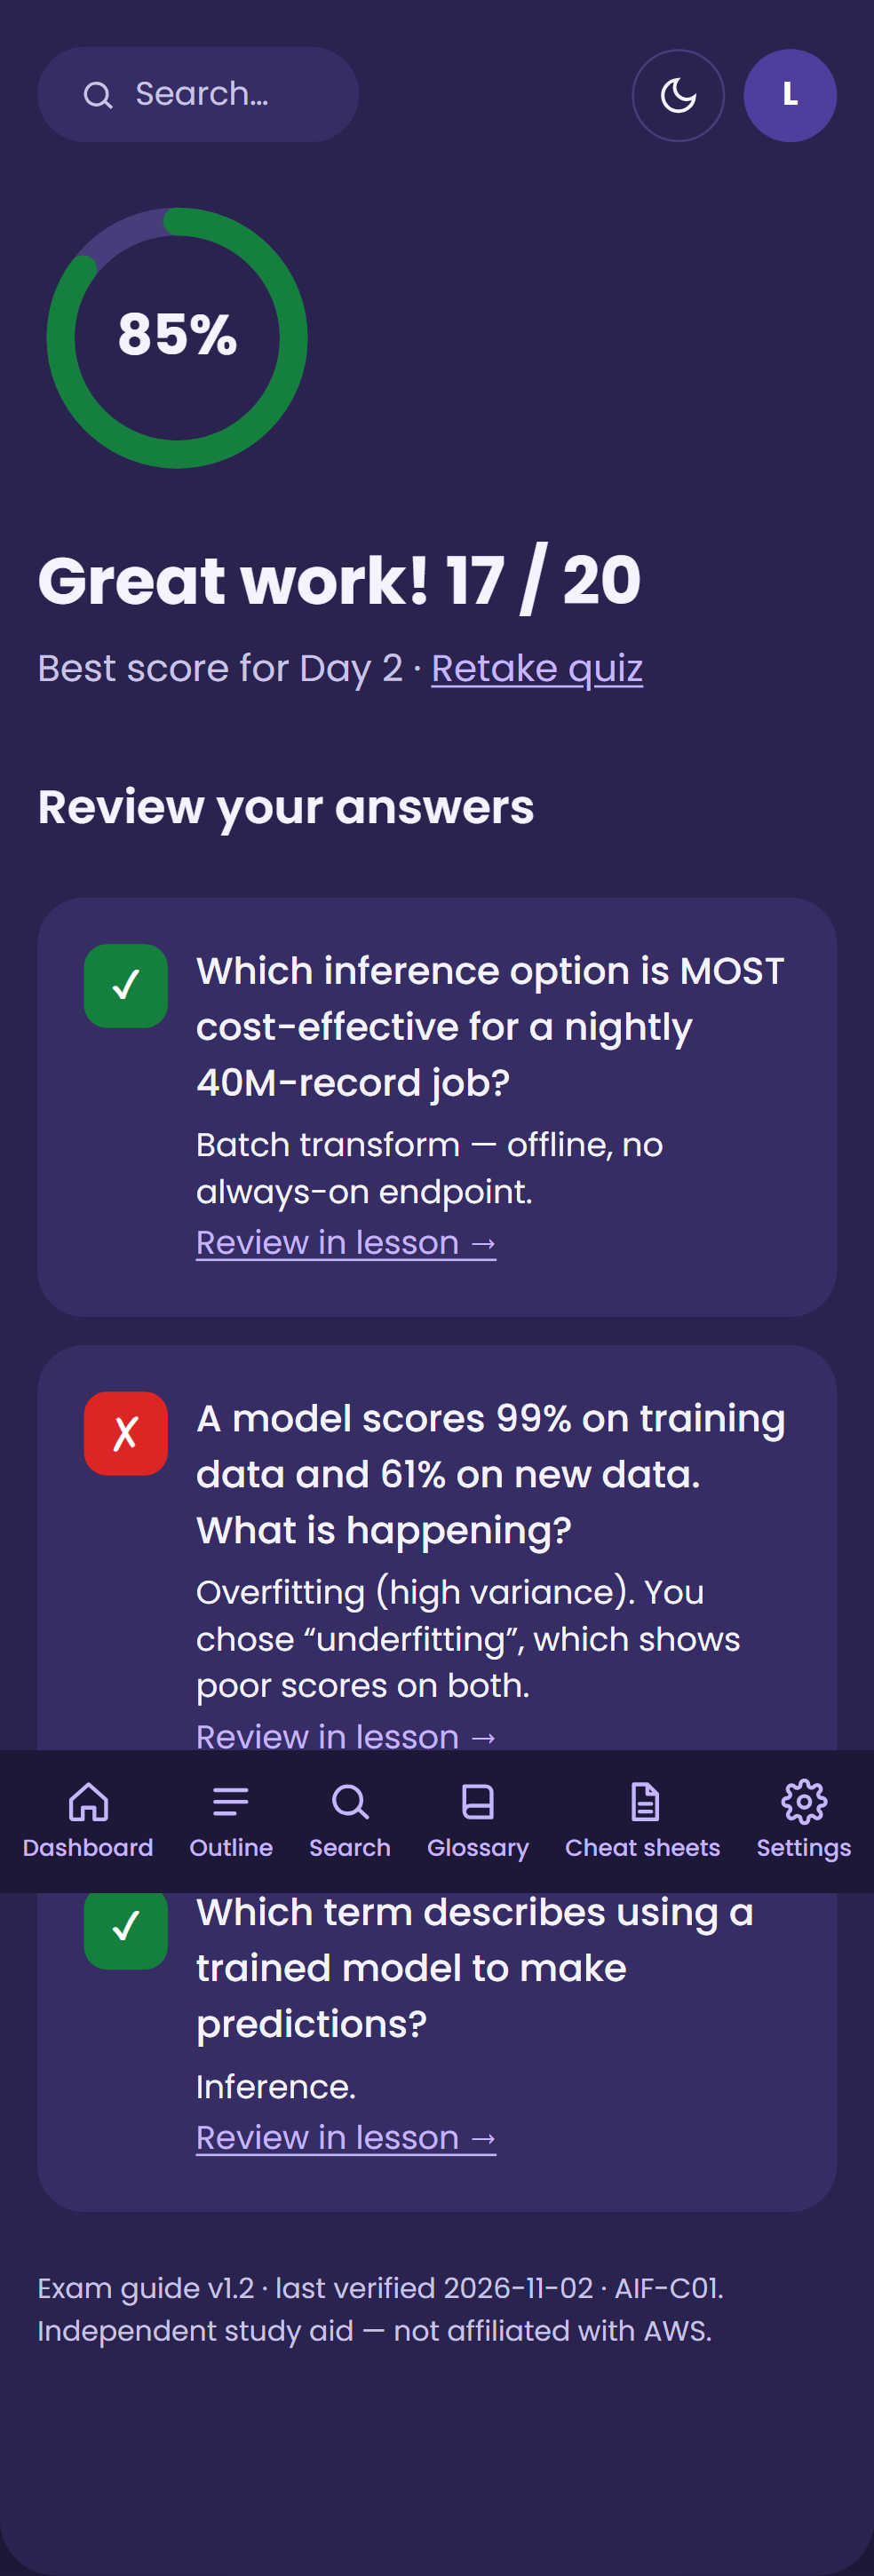 Search...
L
85%
Great work! 17 / 20
Best score for Day 2 · Retake quiz
Review your answers
✓
Which inference option is MOST
cost-effective for a nightly
40M-record job?
Batch transform — offline, no
always-on endpoint.
Review in lesson →
✗
A model scores 99% on training
data and 61% on new data.
What is happening?
Overfitting (high variance). You
chose “underfitting”, which shows
poor scores on both.
Review in lesson →
Dashboard Outline Search Glossary Cheat sheets Settings
✓
Which term describes using a
trained model to make
predictions?
Inference.
Review in lesson →
Exam guide v1.2 · last verified 2026-11-02 · AIF-C01.
Independent study aid — not affiliated with AWS.